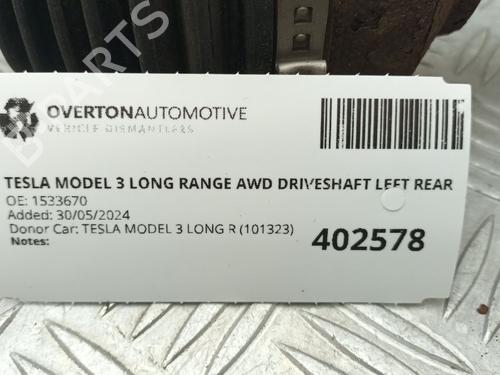 OVERTONAUTOMOTIVE
VEHICLE DISMANTLERS
TESLA MODEL 3 LONG RANGE AWD DRIVESHAFT LEFT REAR
OE: 1533670
Added: 30/05/2024
Donor Car: TESLA MODEL 3 LONG R (101323)
Notes:
402578